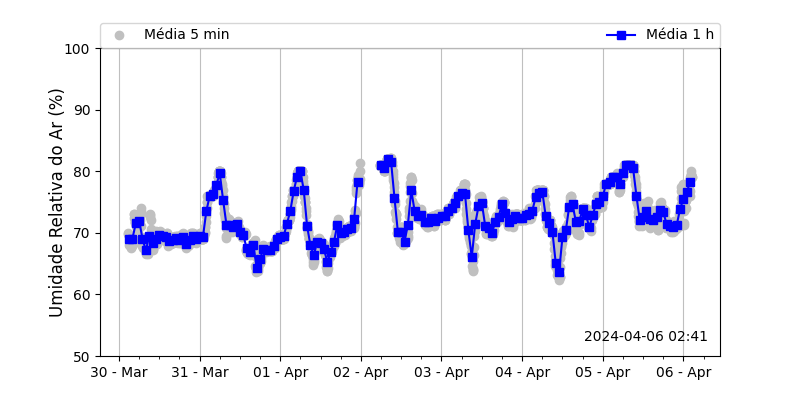 Média 5 min
Média 1 h
Umidade Relativa do Ar (%)
100
90
80
70
60
50
2024-04-06 02:41
30 - Mar
31 - Mar
01 - Apr
02 - Apr
03 - Apr
04 - Apr
05 - Apr
06 - Apr